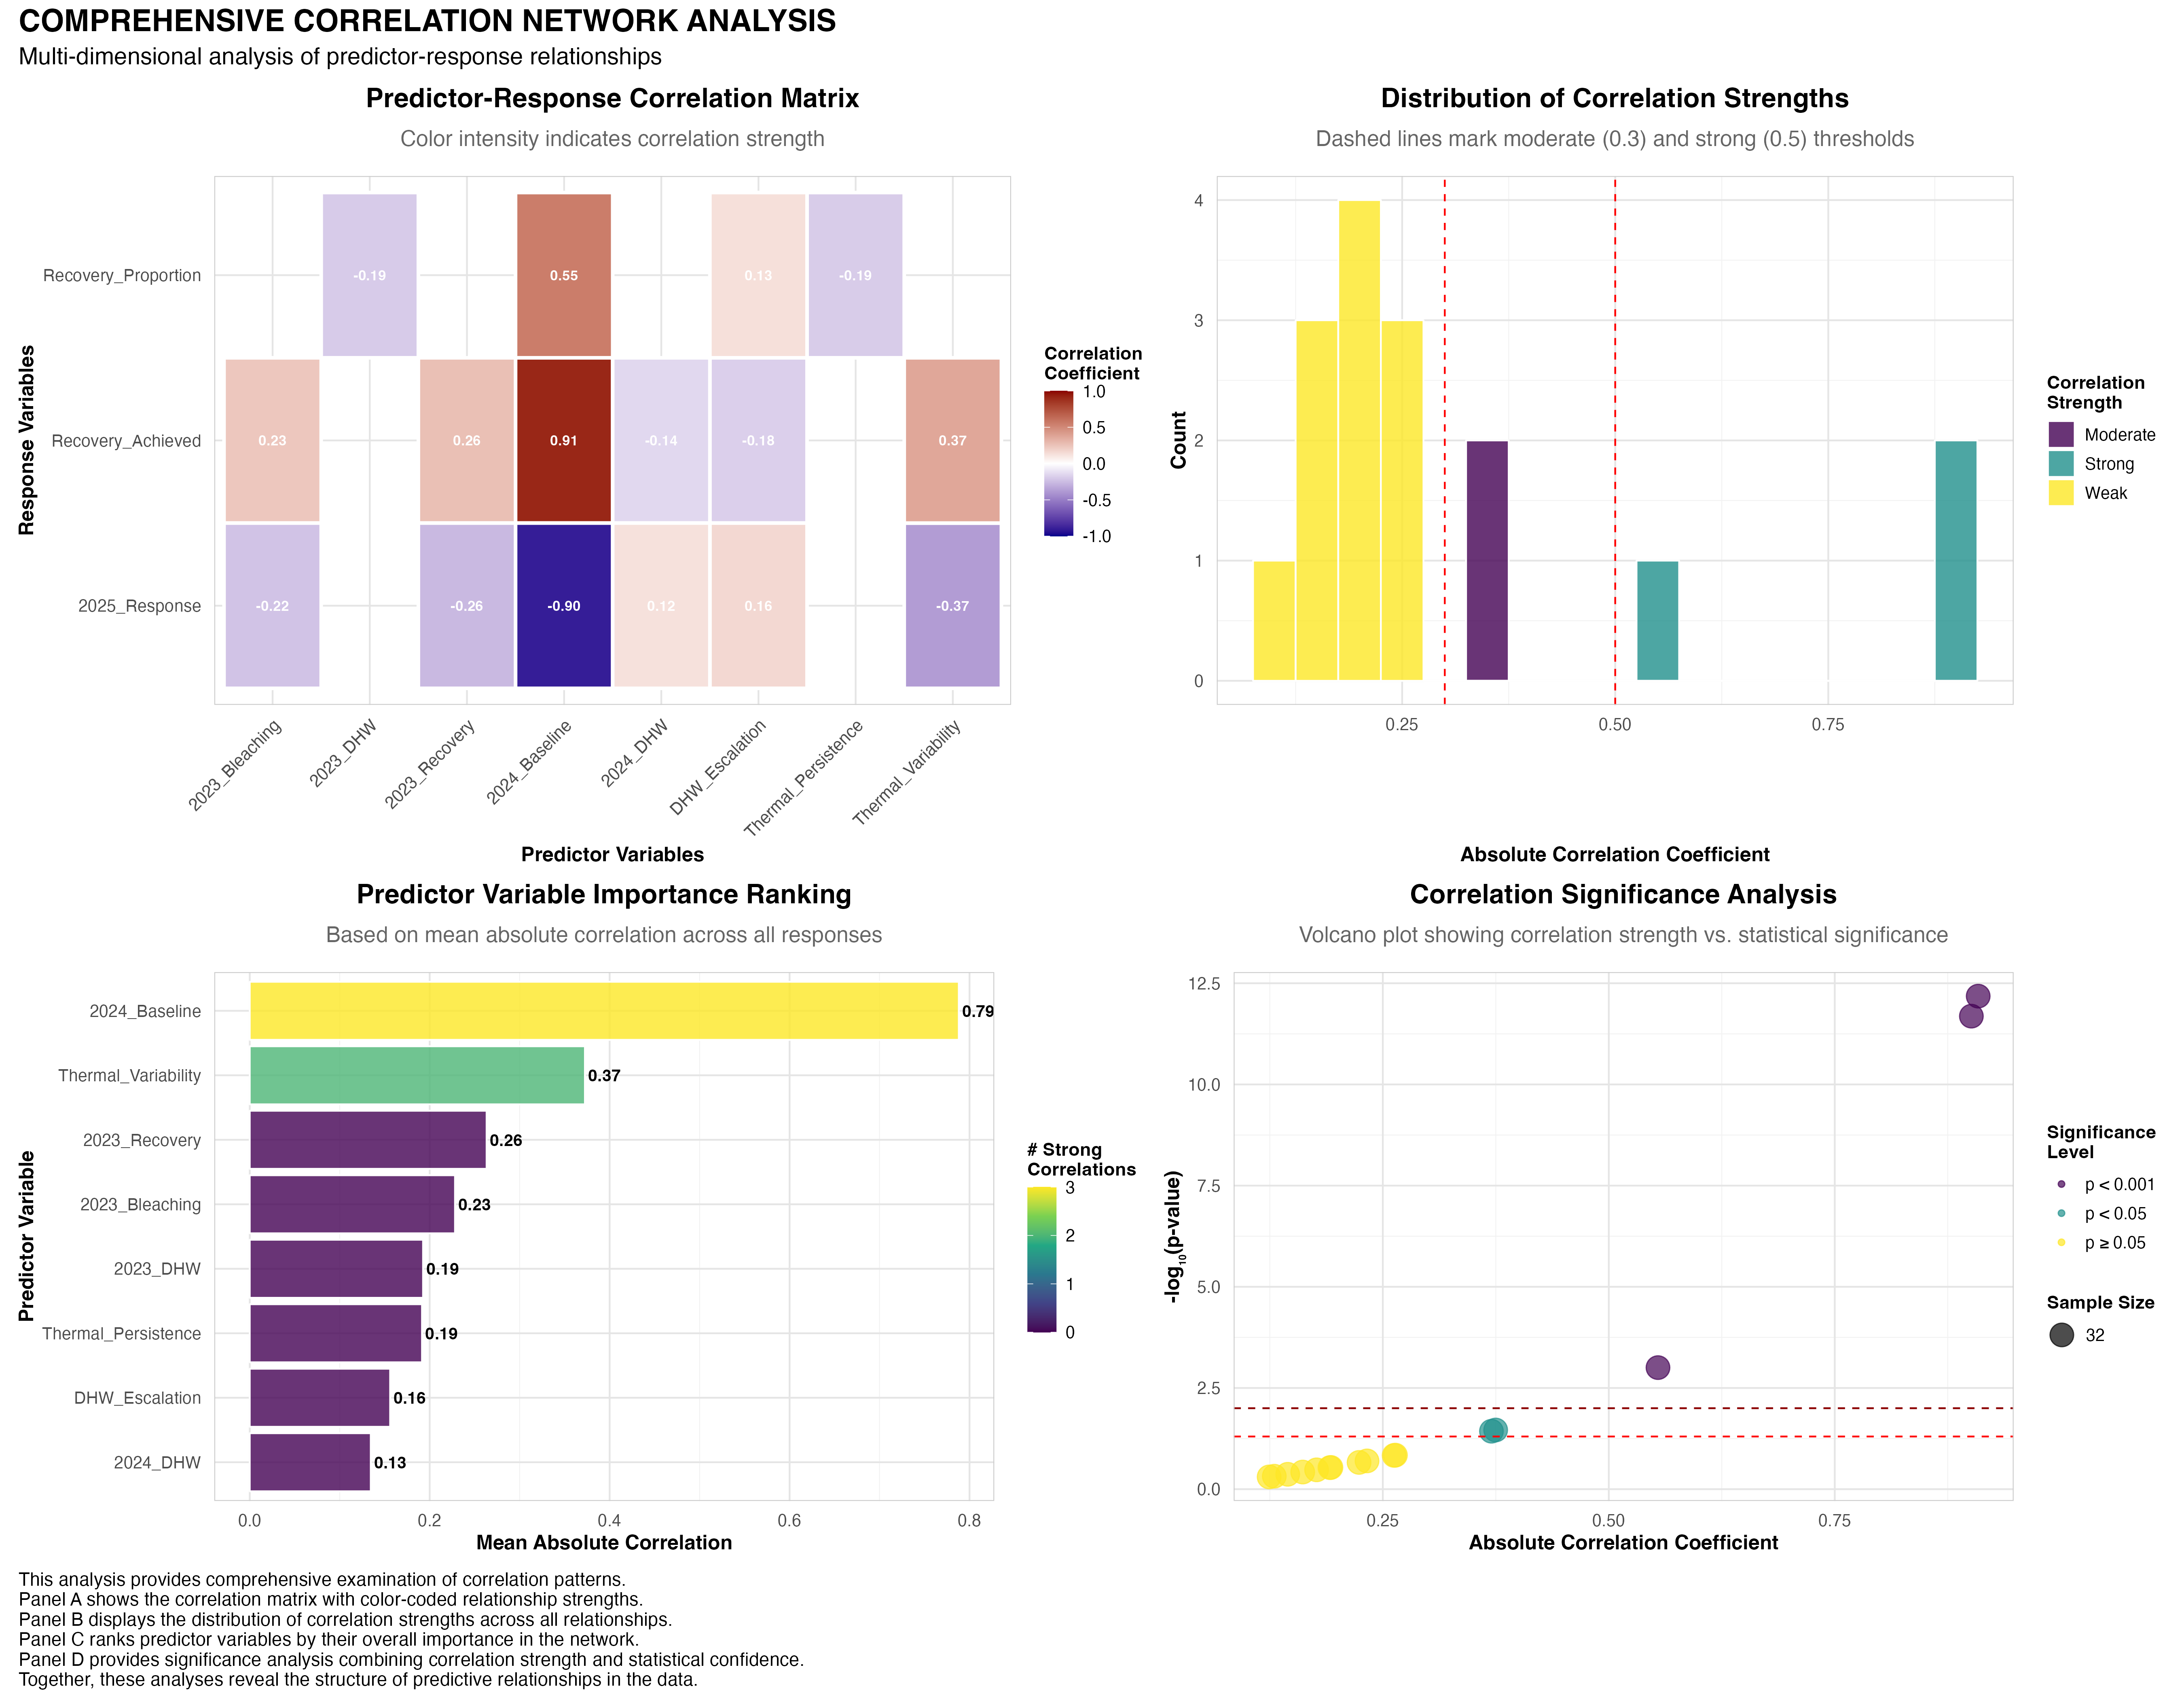 COMPREHENSIVE CORRELATION NETWORK ANALYSIS
Multi-dimensional analysis of predictor-response relationships
Predictor-Response Correlation Matrix
Color intensity indicates correlation strength
Response Variables
Recovery_Proportion
-0.19
0.55
0.13
-0.19
Recovery_Achieved
0.23
0.26
0.91
-0.14
-0.18
0.37
2025_Response
-0.22
-0.26
-0.90
0.12
0.16
-0.37
2023_Bleaching
2023_DHW
2023_Recovery
2024_Baseline
2024_DHW
DHW_Escalation
Thermal_Persistence
Thermal_Variability
Predictor Variables
Correlation
Coefficient
1.0
0.5
0.0
-0.5
-1.0
Distribution of Correlation Strengths
Dashed lines mark moderate (0.3) and strong (0.5) thresholds
Count
4
3
2
1
0
0.25
0.50
0.75
Absolute Correlation Coefficient
Correlation
Strength
Moderate
Strong
Weak
Predictor Variable Importance Ranking
Based on mean absolute correlation across all responses
Predictor Variable
2024_Baseline
0.79
Thermal_Variability
0.37
2023_Recovery
0.26
2023_Bleaching
0.23
2023_DHW
0.19
Thermal_Persistence
0.19
DHW_Escalation
0.16
2024_DHW
0.13
0.0
0.2
0.4
0.6
0.8
Mean Absolute Correlation
# Strong
Correlations
3
2
1
0
Correlation Significance Analysis
Volcano plot showing correlation strength vs. statistical significance
-log₁₀(p-value)
12.5
10.0
7.5
5.0
2.5
0.0
0.25
0.50
0.75
Absolute Correlation Coefficient
Significance
Level
p < 0.001
p < 0.05
p ≥ 0.05
Sample Size
32
This analysis provides comprehensive examination of correlation patterns.
Panel A shows the correlation matrix with color-coded relationship strengths.
Panel B displays the distribution of correlation strengths across all relationships.
Panel C ranks predictor variables by their overall importance in the network.
Panel D provides significance analysis combining correlation strength and statistical confidence.
Together, these analyses reveal the structure of predictive relationships in the data.